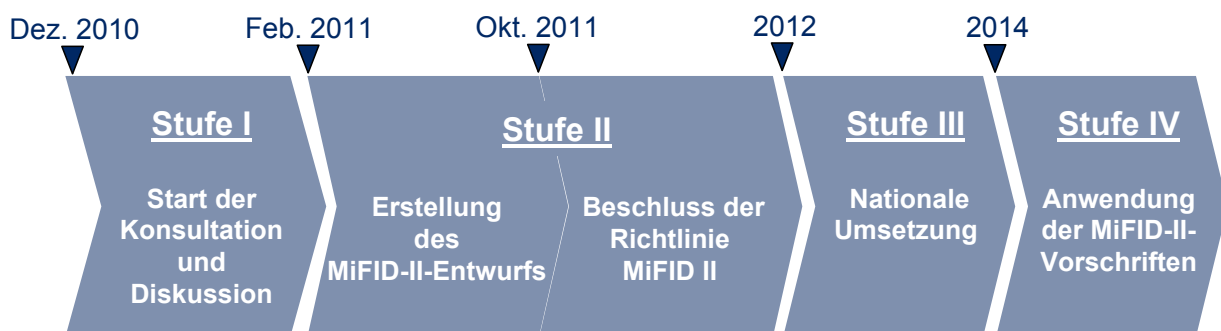 Dez. 2010
Feb. 2011
Okt. 2011
2012
2014
Stufe I
Start der
Konsultation
und
Diskussion
Stufe II
Erstellung
des
MiFID-II-Entwurfs
Beschluss der
Richtlinie
MiFID II
Stufe III
Nationale
Umsetzung
Stufe IV
Anwendung
der MiFID-II-
Vorschriften